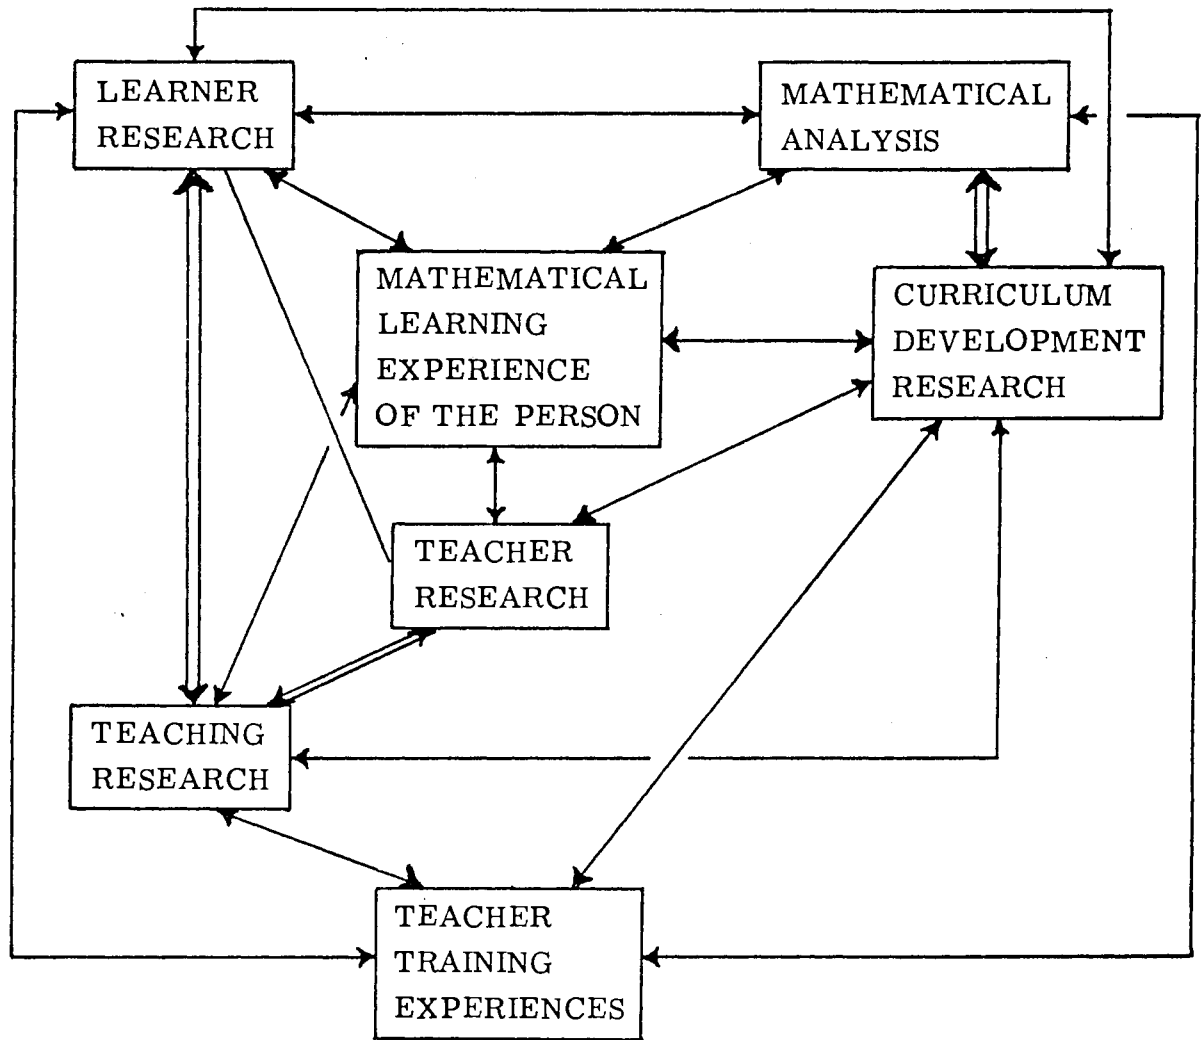 LEARNER
RESEARCH
MATHEMATICAL
ANALYSIS
MATHEMATICAL
LEARNING
EXPERIENCE
OF THE PERSON
CURRICULUM
DEVELOPMENT
RESEARCH
TEACHER
RESEARCH
TEACHING
RESEARCH
TEACHER
TRAINING
EXPERIENCES